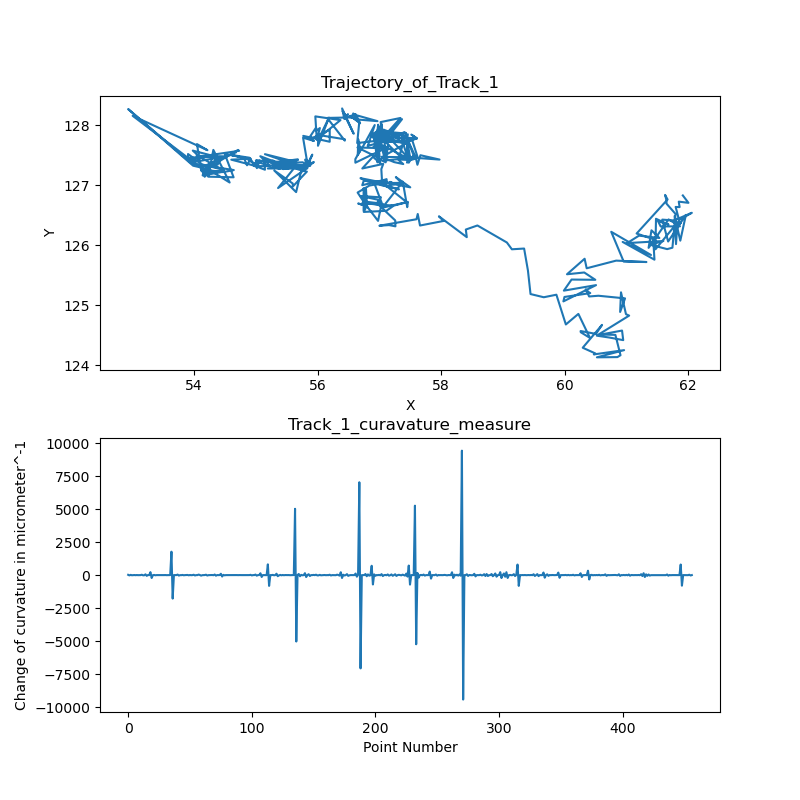 Trajectory_of_Track_1
128
127
126
125
124
Y
54 56 58 60 62
X
Track_1_curavature_measure
10000
7500
5000
2500
0
−2500
−5000
−7500
−10000
Change of curvature in micrometer^-1
0 100 200 300 400
Point Number